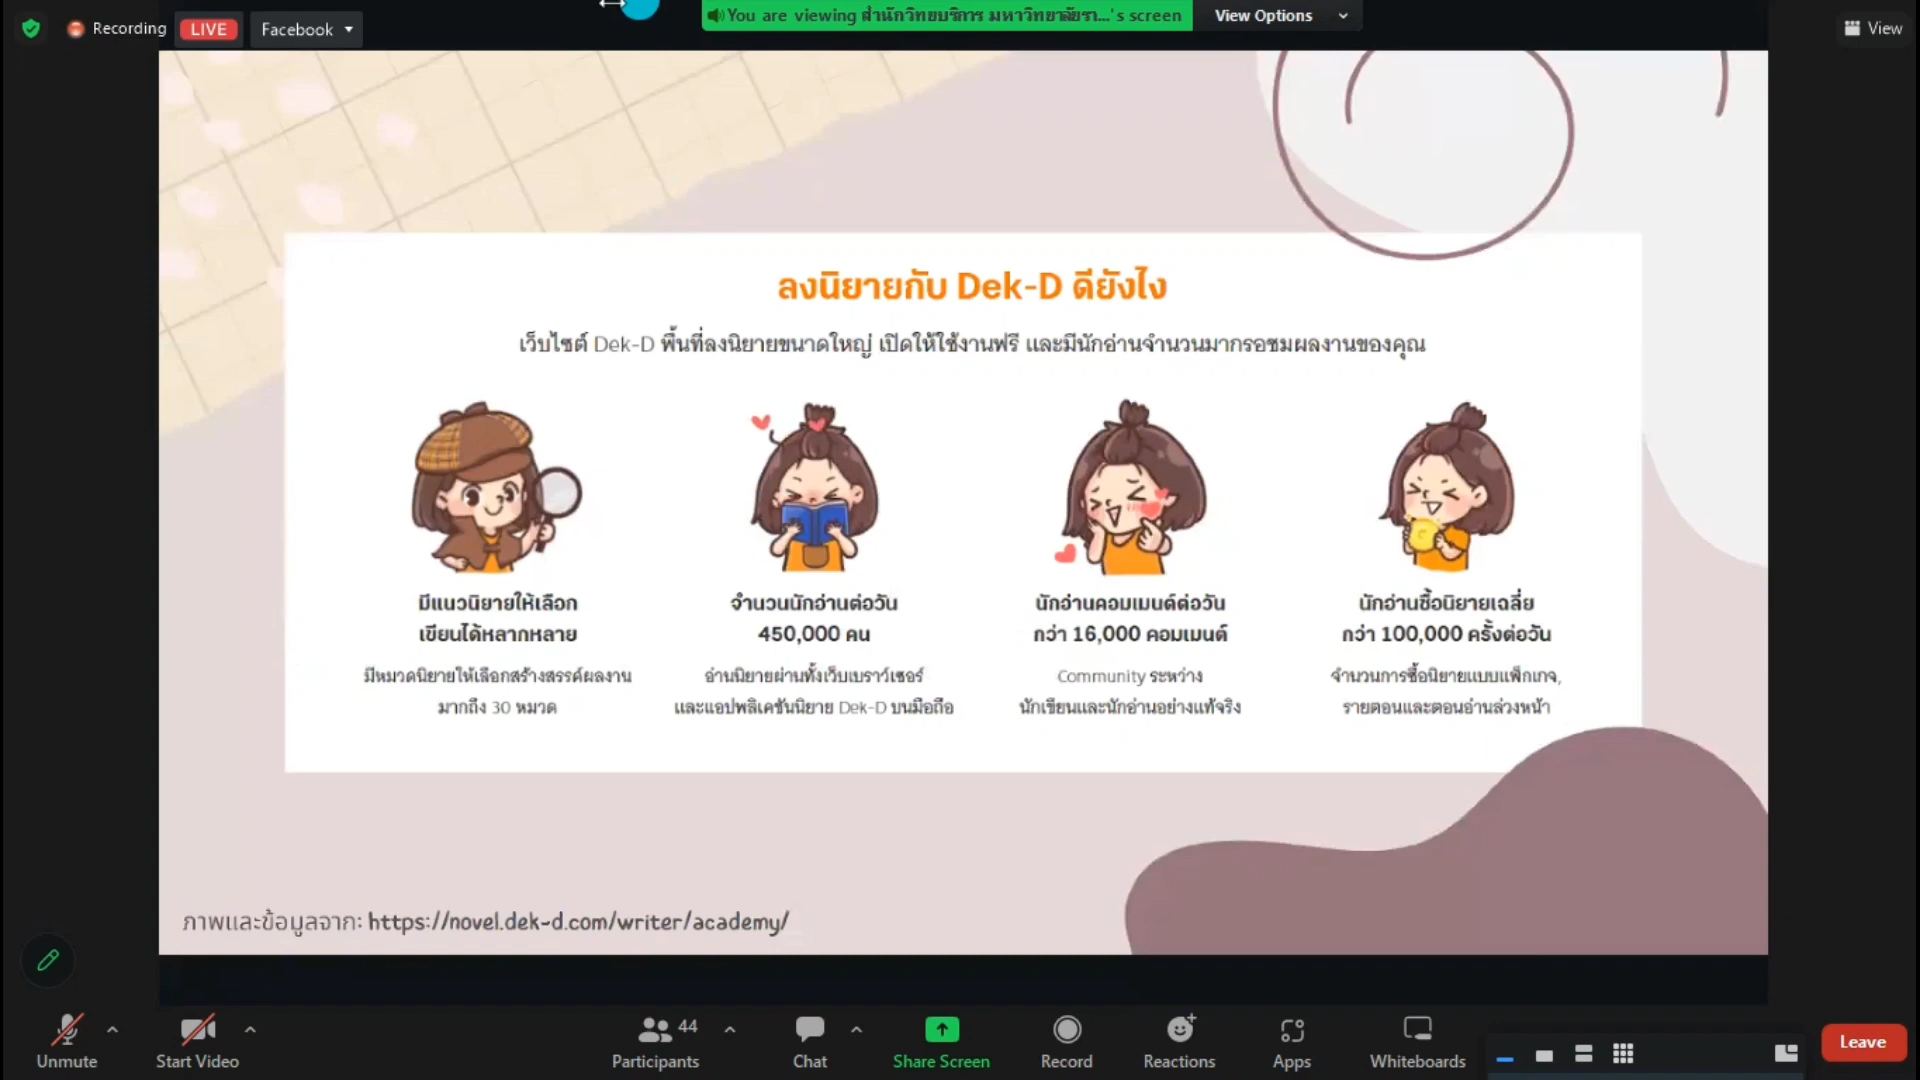 Recording
LIVE
Facebook
You are viewing สำนักวิทยบริการ มหาวิทยาลัยรา...'s screen
View Options
View
ลงนิยายกับ Dek-D ดียังไง
เว็บไซต์ Dek-D พื้นที่ลงนิยายขนาดใหญ่ เปิดให้ใช้งานฟรี และมีนักอ่านจำนวนมากรอชมผลงานของคุณ
มีแนวนิยายให้เลือก
เขียนได้หลากหลาย
มีหมวดนิยายให้เลือกสร้างสรรค์ผลงาน
มากถึง 30 หมวด
จำนวนนักอ่านต่อวัน
450,000 คน
อ่านนิยายผ่านทั้งเว็บเบราว์เซอร์
และแอปพลิเคชันนิยาย Dek-D บนมือถือ
นักอ่านคอมเมนต์ต่อวัน
กว่า 16,000 คอมเมนต์
Community ระหว่าง
นักเขียนและนักอ่านอย่างแท้จริง
นักอ่านซื้อนิยายเฉลี่ย
กว่า 100,000 ครั้งต่อวัน
จำนวนการซื้อนิยายแบบแพ็กเกจ,
รายตอนและตอนอ่านล่วงหน้า
ภาพและข้อมูลจาก: https://novel.dek-d.com/writer/academy/
Unmute
Start Video
44
Participants
Chat
Share Screen
Record
Reactions
Apps
Whiteboards
Leave